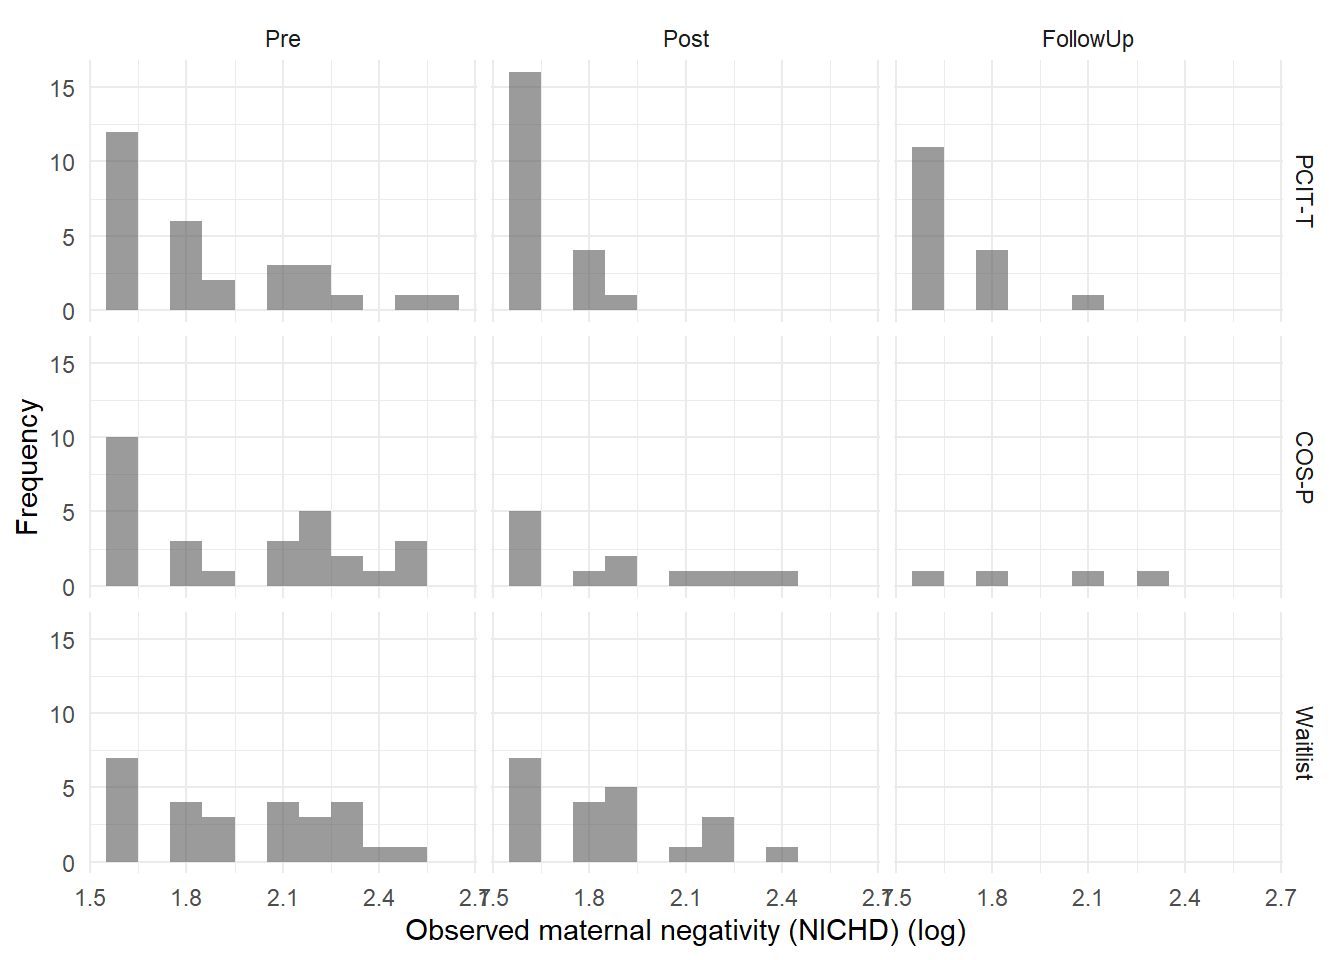 Pre Post FollowUp
15
10
5
0
PCIT-T
Frequency
15
10
5
0
COS-P
15
10
5
0
Waitlist
1.5 1.8 2.1 2.4 2.7 1.5 1.8 2.1 2.4 2.7 1.5 1.8 2.1 2.4 2.7
Observed maternal negativity (NICHD) (log)